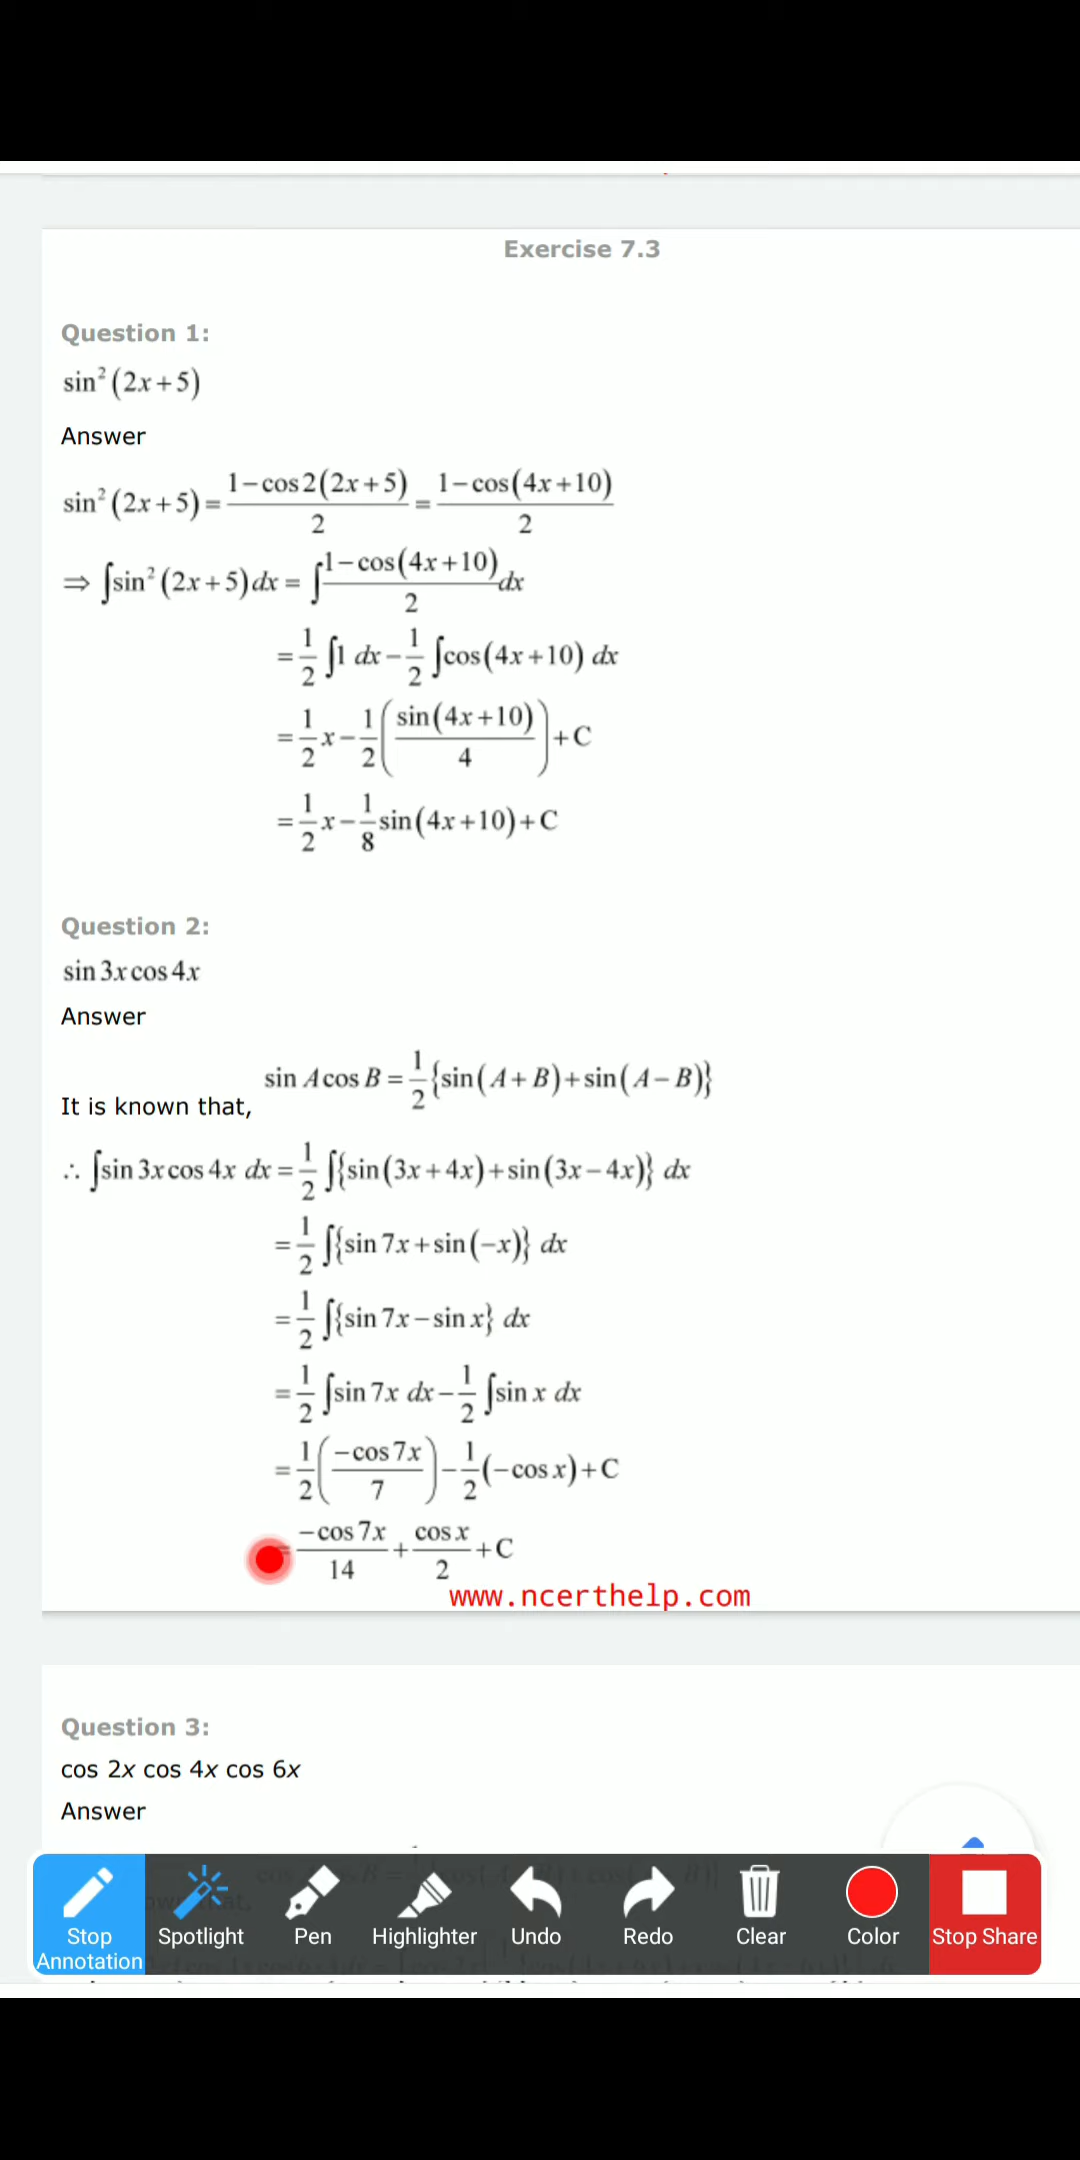 Exercise 7.3
Question 1:
sin² (2x+5)
Answer
sin² (2x+5) = (1−cos2(2x+5))/2 = (1−cos(4x+10))/2
⇒ ∫sin² (2x+5)dx = ∫(1−cos(4x+10))/2 dx
= 1/2 ∫1 dx − 1/2 ∫cos(4x+10) dx
= 1/2 x − 1/2 (sin(4x+10)/4) + C
= 1/2 x − 1/8 sin(4x+10) + C
Question 2:
sin 3x cos 4x
Answer
It is known that, sin A cos B = 1/2 {sin(A+B)+sin(A−B)}
∴ ∫sin 3x cos 4x dx = 1/2 ∫{sin(3x+4x)+sin(3x−4x)} dx
= 1/2 ∫{sin 7x+sin(−x)} dx
= 1/2 ∫{sin 7x−sin x} dx
= 1/2 ∫sin 7x dx − 1/2 ∫sin x dx
= 1/2 (−cos 7x/7) − 1/2 (−cos x) + C
= −cos 7x/14 + cos x/2 + C
www.ncerthelp.com
Question 3:
cos 2x cos 4x cos 6x
Answer
Stop Annotation
Spotlight
Pen
Highlighter
Undo
Redo
Clear
Color
Stop Share